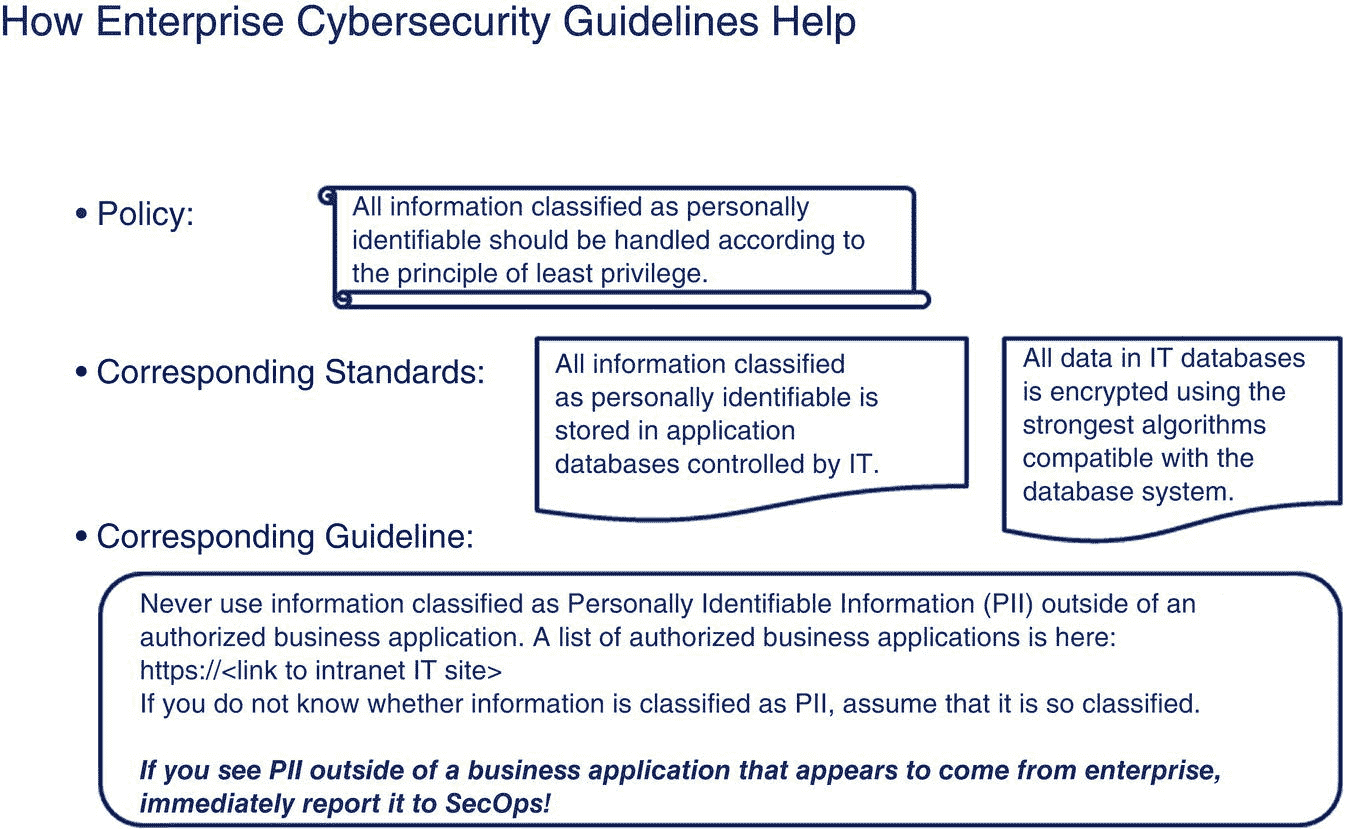 How Enterprise Cybersecurity Guidelines Help
• Policy:
All information classified as personally
identifiable should be handled according to
the principle of least privilege.
• Corresponding Standards:
All information classified
as personally identifiable is
stored in application
databases controlled by IT.
All data in IT databases
is encrypted using the
strongest algorithms
compatible with the
database system.
• Corresponding Guideline:
Never use information classified as Personally Identifiable Information (PII) outside of an
authorized business application. A list of authorized business applications is here:
https://<link to intranet IT site>
If you do not know whether information is classified as PII, assume that it is so classified.
If you see PII outside of a business application that appears to come from enterprise,
immediately report it to SecOps!